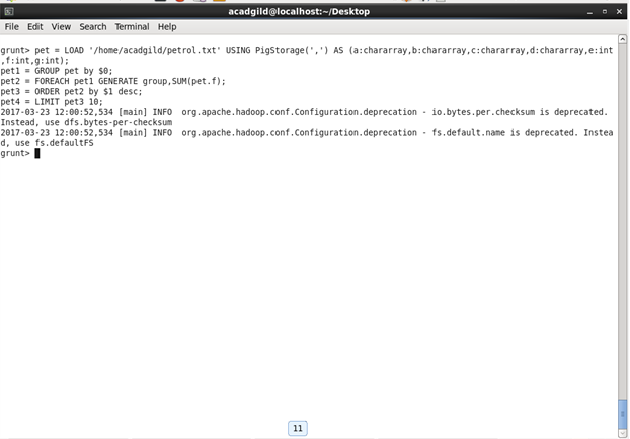 acadgild@localhost:~/Desktop
File Edit View Search Terminal Help
grunt> pet = LOAD '/home/acadgild/petrol.txt' USING PigStorage(',') AS (a:chararray,b:chararray,c:chararray,d:chararray,e:int
,f:int,g:int);
pet1 = GROUP pet by $0;
pet2 = FOREACH pet1 GENERATE group,SUM(pet.f);
pet3 = ORDER pet2 by $1 desc;
pet4 = LIMIT pet3 10;
2017-03-23 12:00:52,534 [main] INFO  org.apache.hadoop.conf.Configuration.deprecation - io.bytes.per.checksum is deprecated.
Instead, use dfs.bytes-per-checksum
2017-03-23 12:00:52,534 [main] INFO  org.apache.hadoop.conf.Configuration.deprecation - fs.default.name is deprecated. Instea
d, use fs.defaultFS
grunt>
11